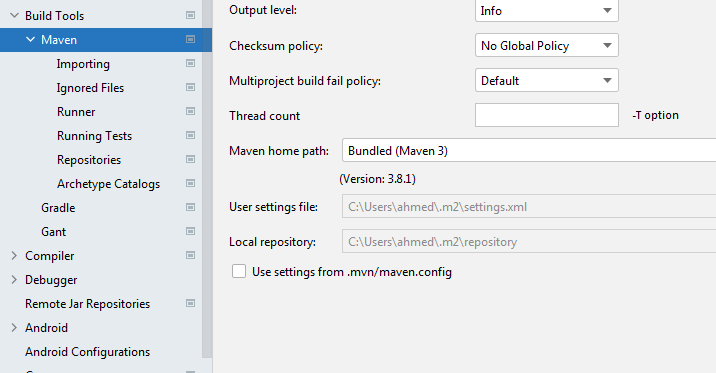 Build Tools
Maven
Importing
Ignored Files
Runner
Running Tests
Repositories
Archetype Catalogs
Gradle
Gant
Compiler
Debugger
Remote Jar Repositories
Android
Android Configurations
Output level: Info
Checksum policy: No Global Policy
Multiproject build fail policy: Default
Thread count -T option
Maven home path: Bundled (Maven 3)
(Version: 3.8.1)
User settings file: C:\Users\ahmed\.m2\settings.xml
Local repository: C:\Users\ahmed\.m2\repository
Use settings from .mvn/maven.config